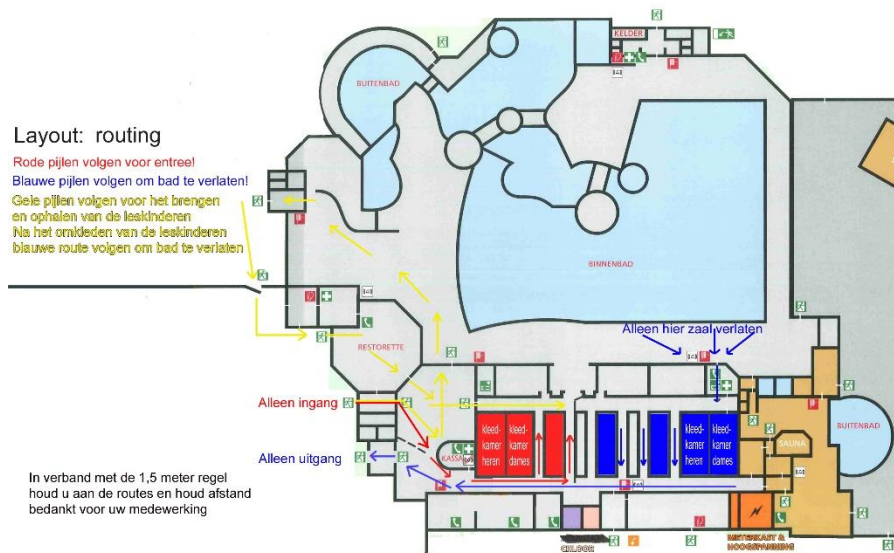 KELDER
BUITENBAD
Layout: routing
Rode pijlen volgen voor entree!
Blauwe pijlen volgen om bad te verlaten!
Gele pijlen volgen voor het brengen
en ophalen van de leskinderen
Na het omkleden van de leskinderen
blauwe route volgen om bad te verlaten
BINNENBAD
Alleen hier zaal verlaten
RESTORETTE
Alleen ingang
BUITENBAD
kleed-
kamer
heren
kleed-
kamer
dames
kleed-
kamer
heren
kleed-
kamer
dames
SAUNA
Alleen uitgang
KASSA
In verband met de 1,5 meter regel
houd u aan de routes en houd afstand
bedankt voor uw medewerking
METERKAST &
HOOGSPANNING
CHLOOR